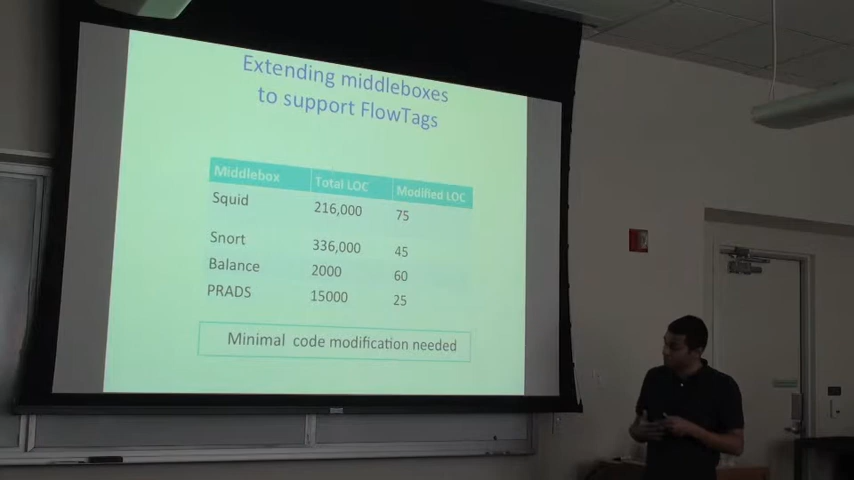 Extending middleboxes
to support FlowTags
Middlebox Total LOC Modified LOC
Squid 216,000 75
Snort 336,000 45
Balance 2000 60
PRADS 15000 25
Minimal code modification needed